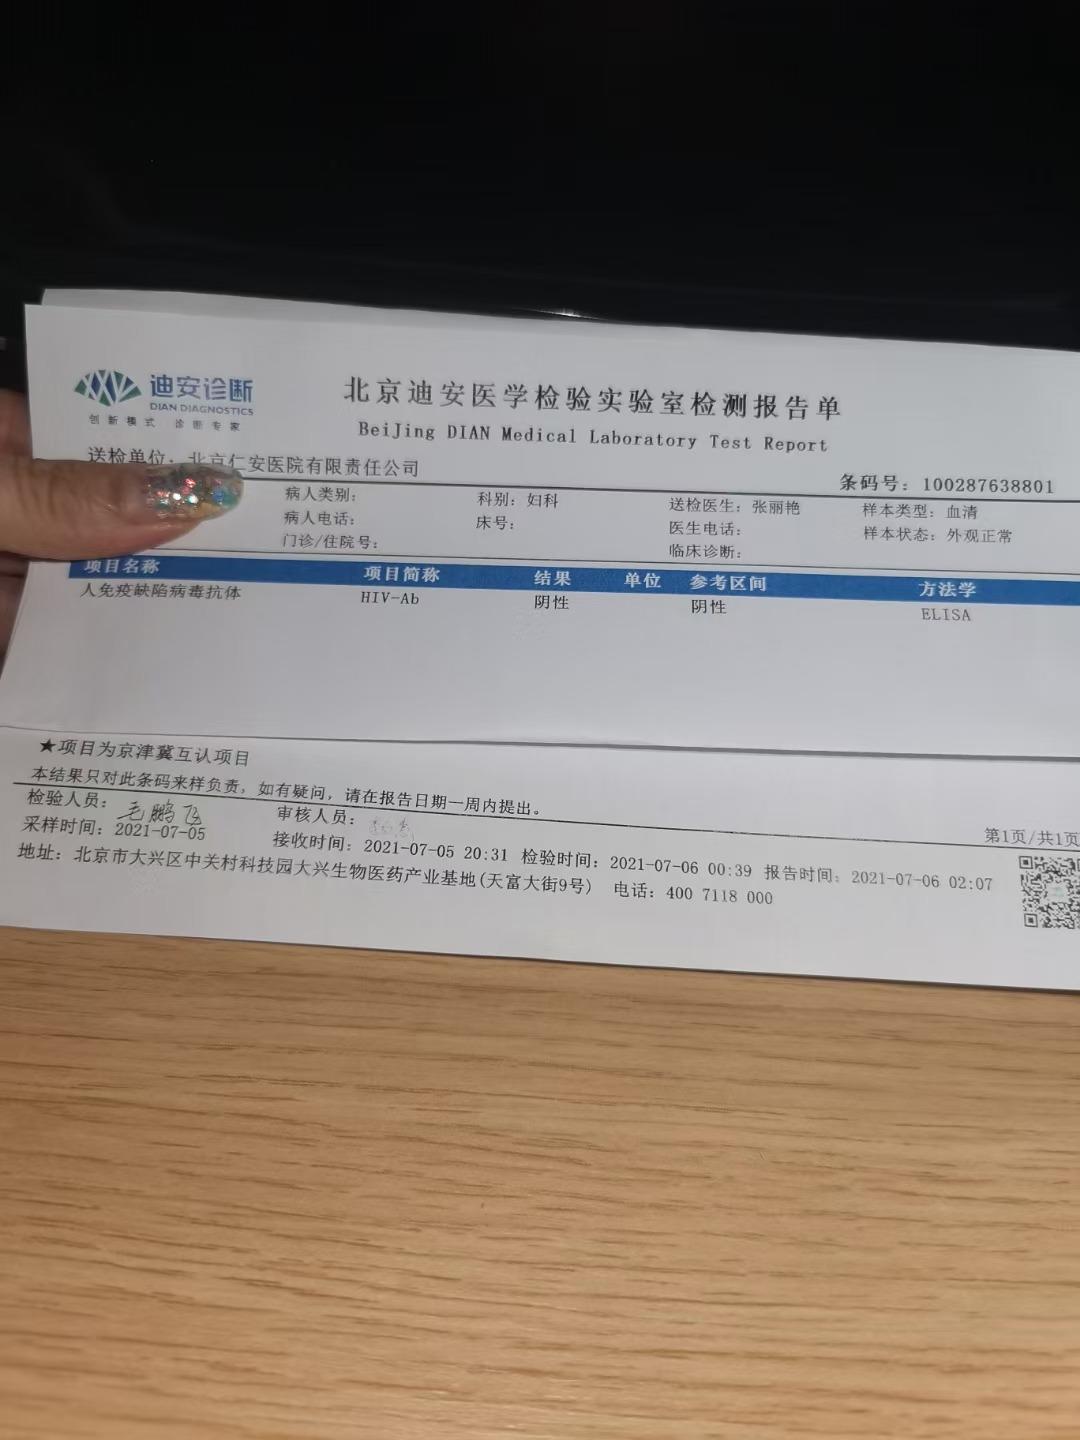 迪安诊断
DIAN DIAGNOSTICS
创新模式 诊断专家
北京迪安医学检验实验室检测报告单
BeiJing DIAN Medical Laboratory Test Report
送检单位: 北京仁安医院有限责任公司
条码号: 100287638801
病人类别: 科别: 妇科 送检医生: 张丽艳 样本类型: 血清
病人电话: 床号: 医生电话: 样本状态: 外观正常
门诊/住院号: 临床诊断:
项目名称 项目简称 结果 单位 参考区间 方法学
人免疫缺陷病毒抗体 HIV-Ab 阴性 阴性 ELISA
★项目为京津冀互认项目
本结果只对此条码来样负责, 如有疑问, 请在报告日期一周内提出。
检验人员: 毛鹏飞 审核人员: 第1页/共1页
采样时间: 2021-07-05 接收时间: 2021-07-05 20:31 检验时间: 2021-07-06 00:39 报告时间: 2021-07-06 02:07
地址: 北京市大兴区中关村科技园大兴生物医药产业基地(天富大街9号) 电话: 400 7118 000